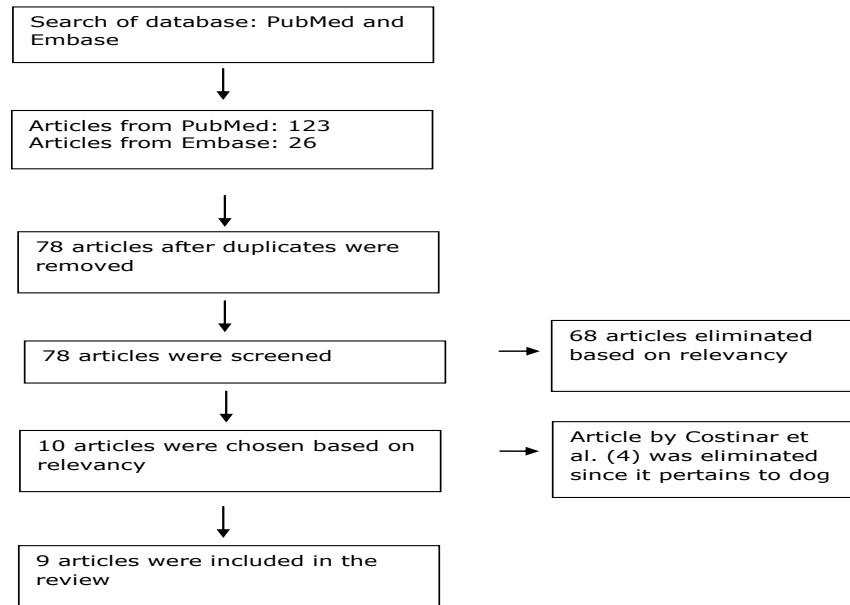 Search of database: PubMed and
Embase
Articles from PubMed: 123
Articles from Embase: 26
78 articles after duplicates were
removed
78 articles were screened
68 articles eliminated
based on relevancy
10 articles were chosen based on
relevancy
Article by Costinar et
al. (4) was eliminated
since it pertains to dog
9 articles were included in the
review